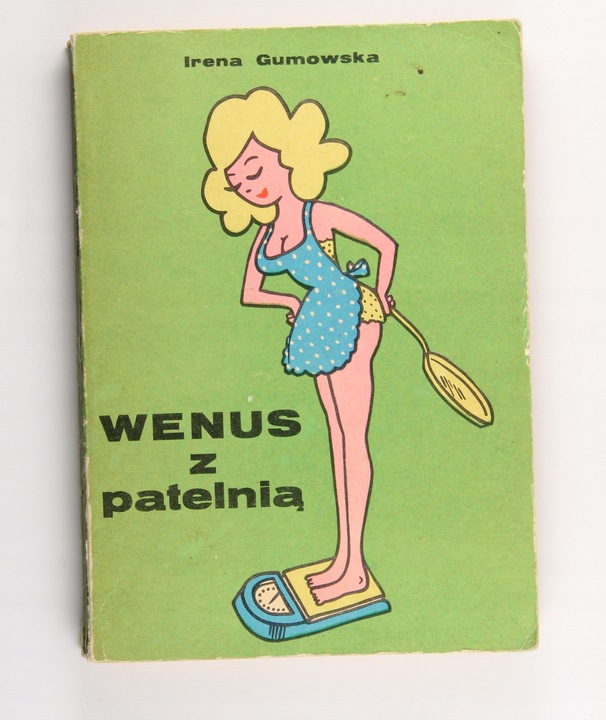 Irena Gumowska
WENUS
z
patelnią